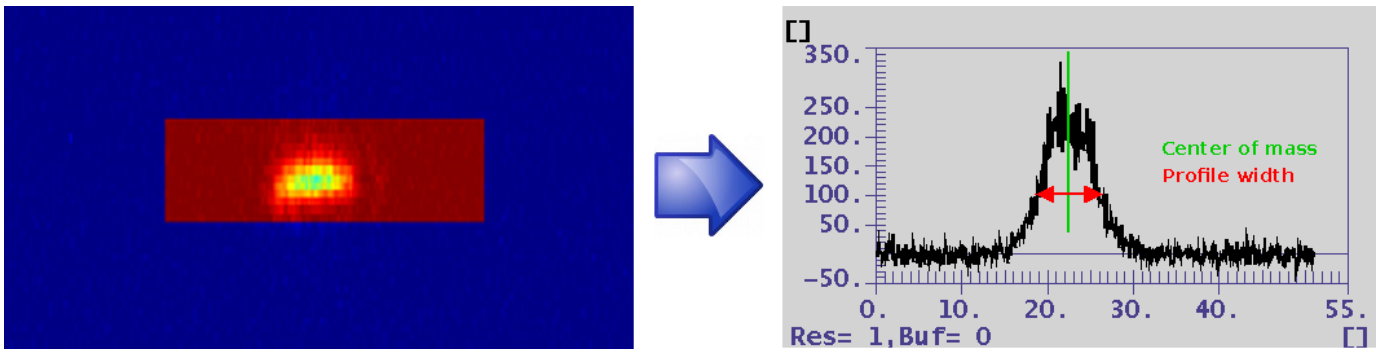 []
350.
250.
200.
150.
100.
50.
-50.
Center of mass
Profile width
0. 10. 20. 30. 40. 55.
Res= 1,Buf= 0 []